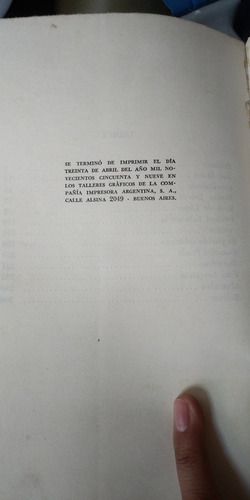 SE TERMINÓ DE IMPRIMIR EL DÍA
TREINTA DE ABRIL DEL AÑO MIL NO-
VECIENTOS CINCUENTA Y NUEVE EN
LOS TALLERES GRÁFICOS DE LA COM-
PAÑÍA IMPRESORA ARGENTINA, S. A.,
CALLE ALSINA 2049 - BUENOS AIRES.